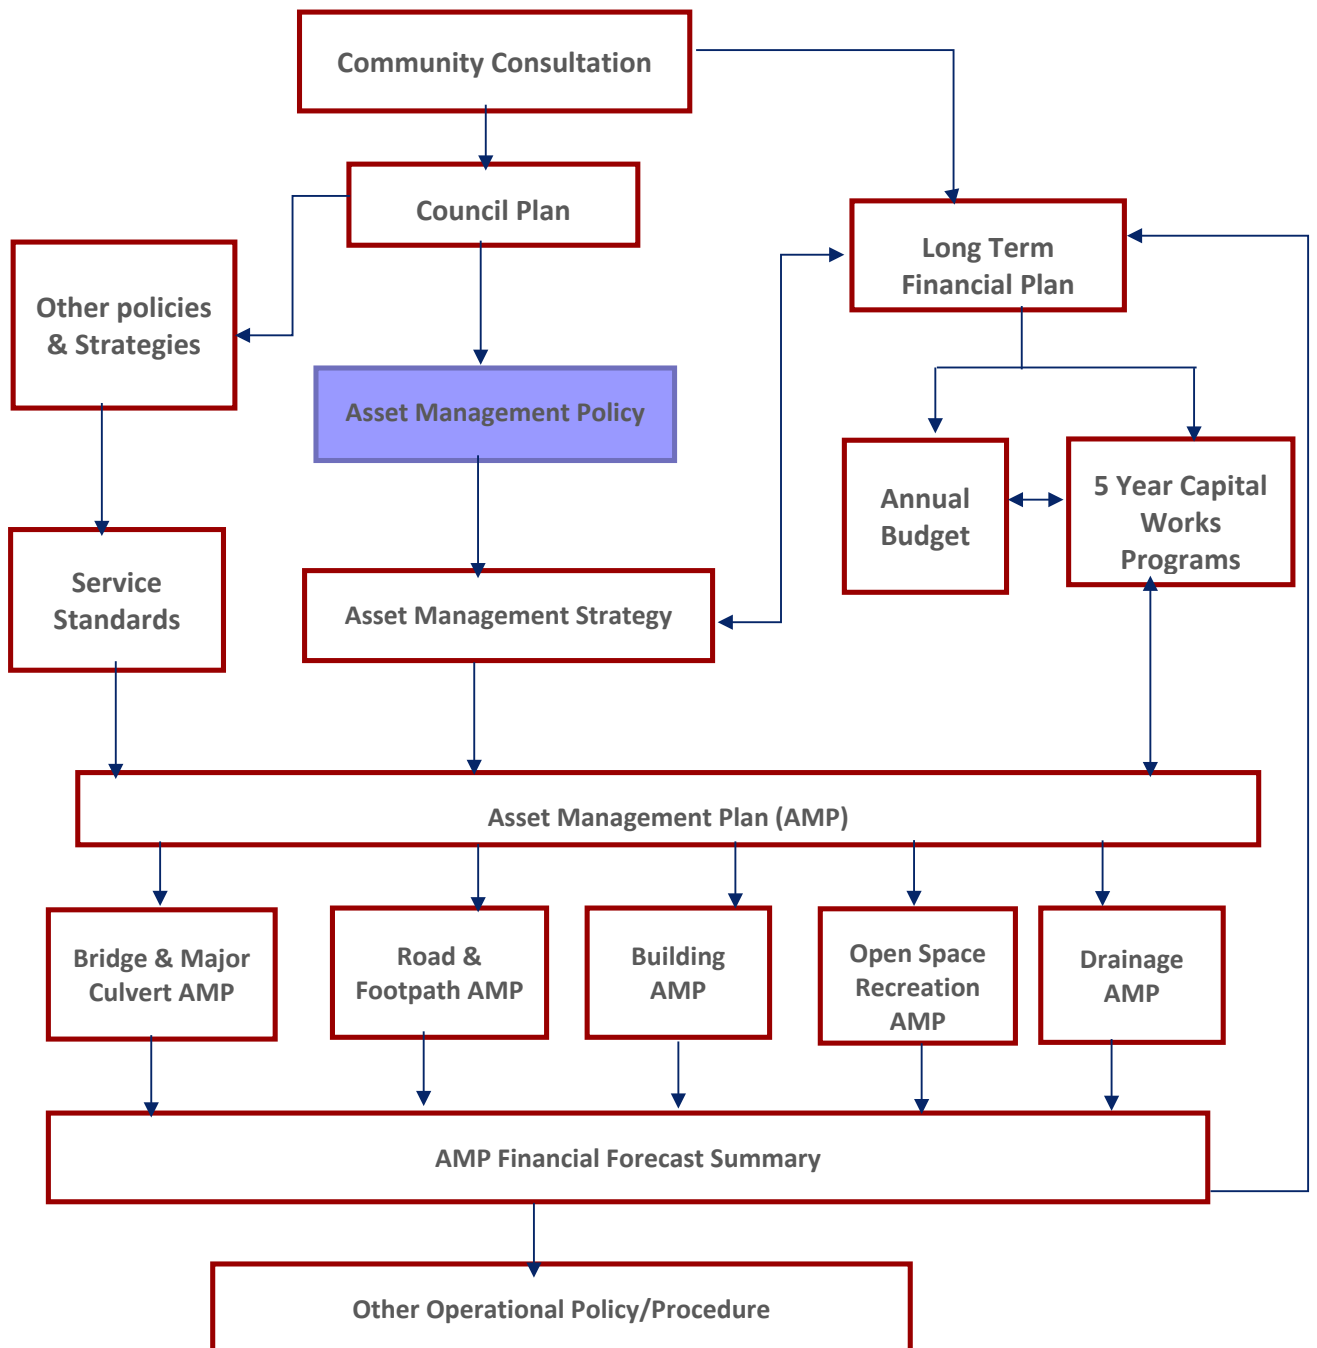 Community Consultation
Council Plan
Long Term
Financial Plan
Other policies
& Strategies
Asset Management Policy
Annual
Budget
5 Year Capital
Works
Programs
Service
Standards
Asset Management Strategy
Asset Management Plan (AMP)
Bridge & Major
Culvert AMP
Road &
Footpath AMP
Building
AMP
Open Space
Recreation
AMP
Drainage
AMP
AMP Financial Forecast Summary
Other Operational Policy/Procedure